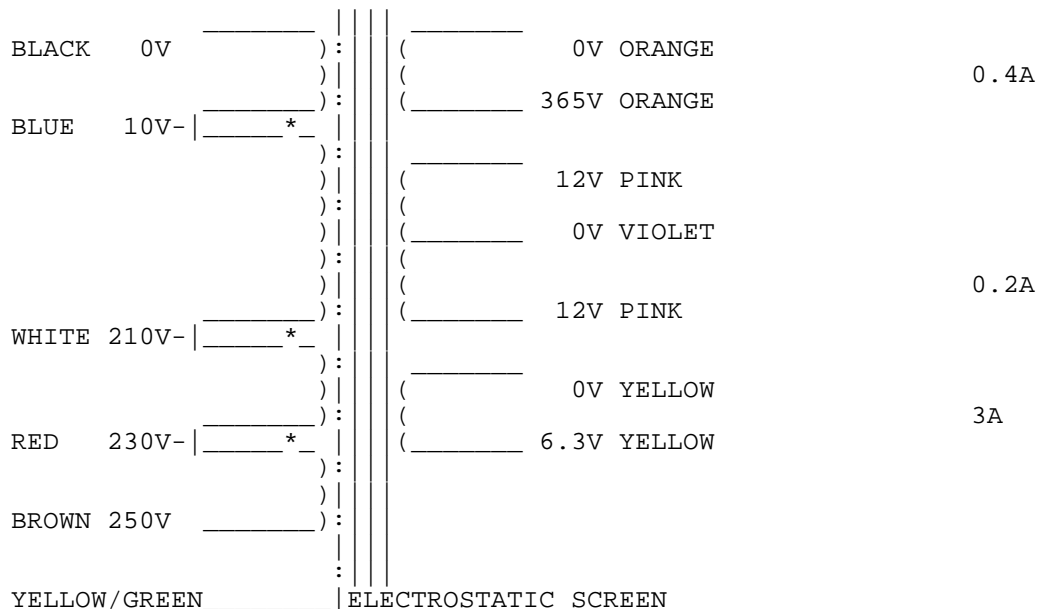 BLACK 0V 0V ORANGE
0.4A
365V ORANGE
BLUE 10V
12V PINK
0V VIOLET
0.2A
12V PINK
WHITE 210V
0V YELLOW
3A
RED 230V 6.3V YELLOW
BROWN 250V
YELLOW/GREEN ELECTROSTATIC SCREEN